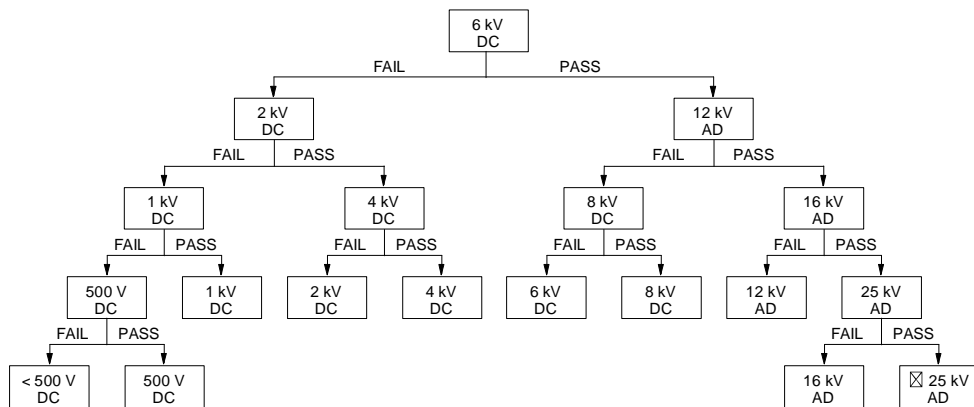 6 kV
DC
FAIL PASS
2 kV
DC
12 kV
AD
FAIL PASS
FAIL PASS
1 kV
DC
4 kV
DC
8 kV
DC
16 kV
AD
FAIL PASS
FAIL PASS
FAIL PASS
FAIL PASS
500 V
DC
1 kV
DC
2 kV
DC
4 kV
DC
6 kV
DC
8 kV
DC
12 kV
AD
25 kV
AD
FAIL PASS
FAIL PASS
< 500 V
DC
500 V
DC
16 kV
AD
25 kV
AD